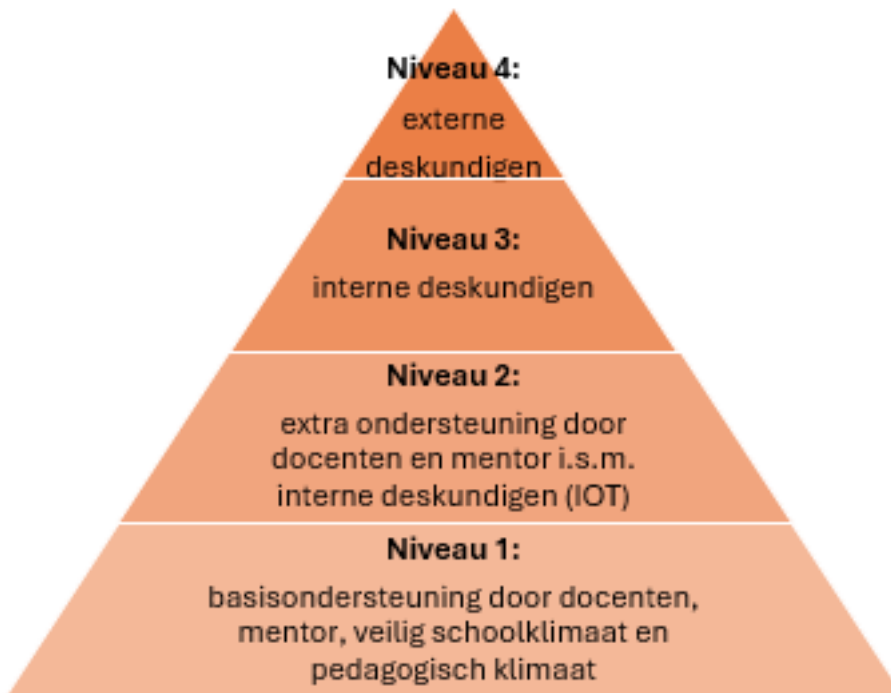 Niveau 4:
externe
deskundigen
Niveau 3:
interne deskundigen
Niveau 2:
extra ondersteuning door
docenten en mentor i.s.m.
interne deskundigen (IOT)
Niveau 1:
basisondersteuning door docenten,
mentor, veilig schoolklimaat en
pedagogisch klimaat